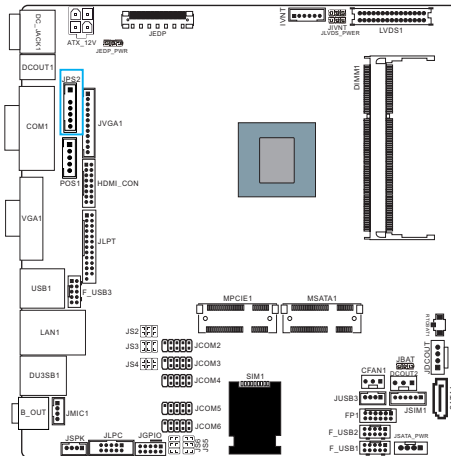 DC_JACK1
ATX_12V
JEDP
JEDP_PWR
IVNT
JIVNT
JLVDS_PWER
LVDS1
DCOUT1
JPS2
DIMM1
COM1
JVGA1
POS1
HDMI_CON
VGA1
JLPT
USB1
F_USB3
MPCIE1
MSATA1
LAN1
JS2
JS3
JS4
JCOM2
JCOM3
JCOM4
JCOM5
JCOM6
SIM1
JBAT
JDCOUT
CFAN1
DCOUT2
DU3SB1
JUSB3
JSIM1
FP1
B_OUT
JMIC1
F_USB2
F_USB1
JSATA_PWR
JSPK
JLPC
JGPIO
JS6
JS5